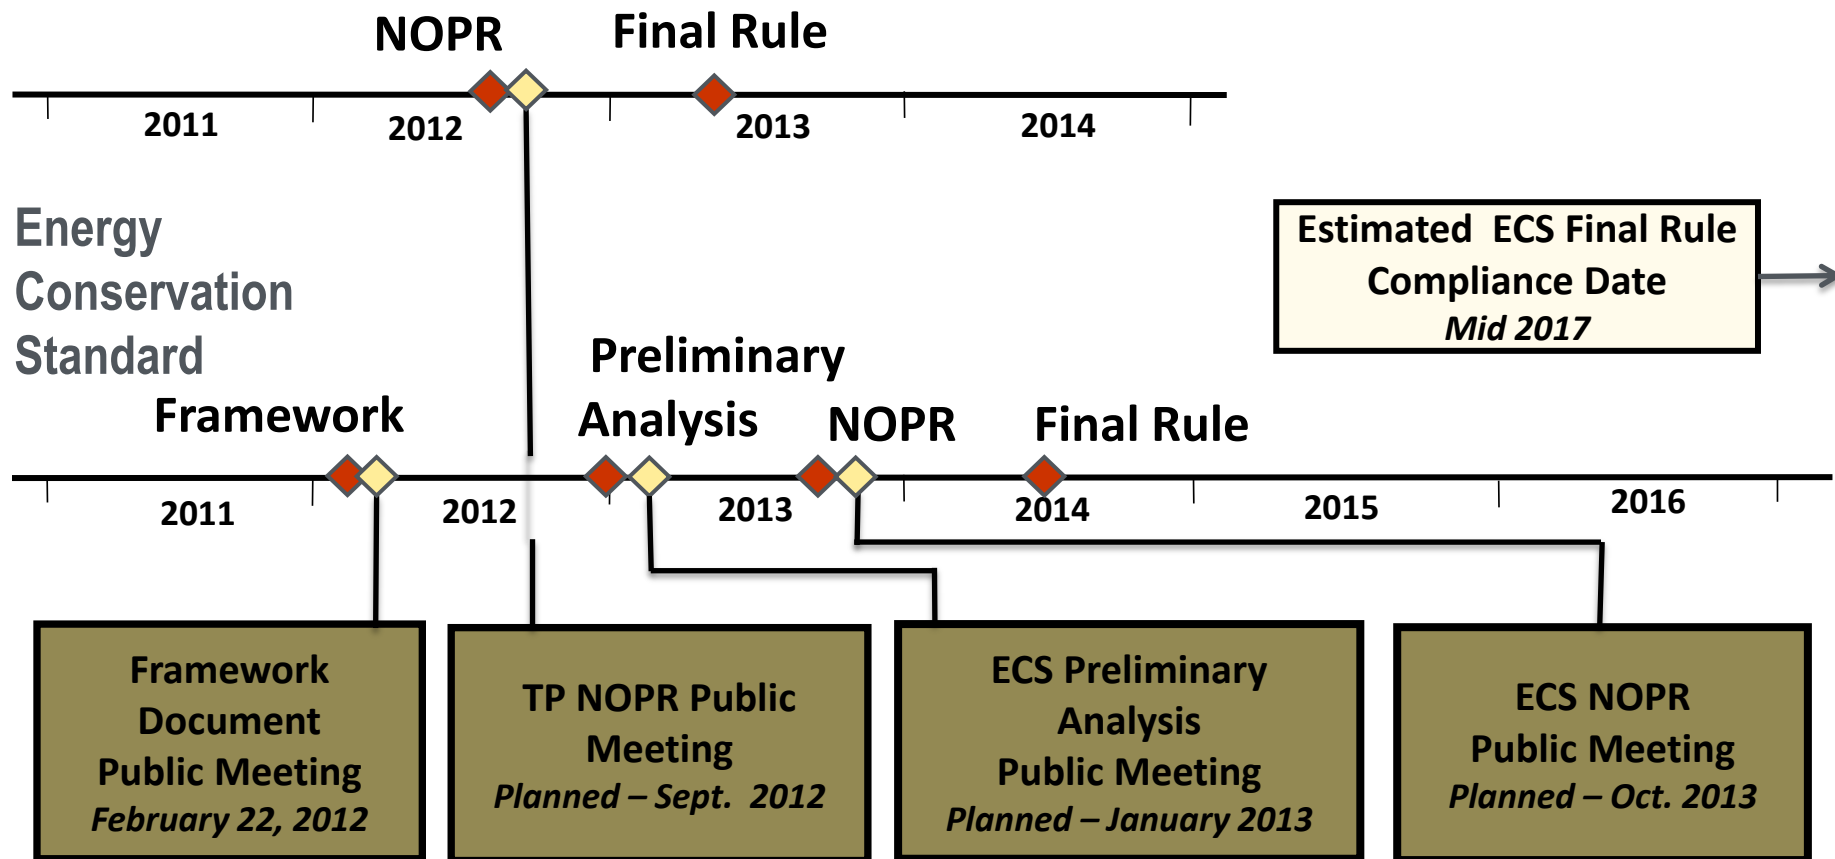 NOPR
Final Rule
2011
2012
2013
2014
Energy
Conservation
Standard
Estimated ECS Final Rule
Compliance Date
Mid 2017
Framework
Preliminary
Analysis
NOPR
Final Rule
2011
2012
2013
2014
2015
2016
Framework
Document
Public Meeting
February 22, 2012
TP NOPR Public
Meeting
Planned – Sept. 2012
ECS Preliminary
Analysis
Public Meeting
Planned – January 2013
ECS NOPR
Public Meeting
Planned – Oct. 2013